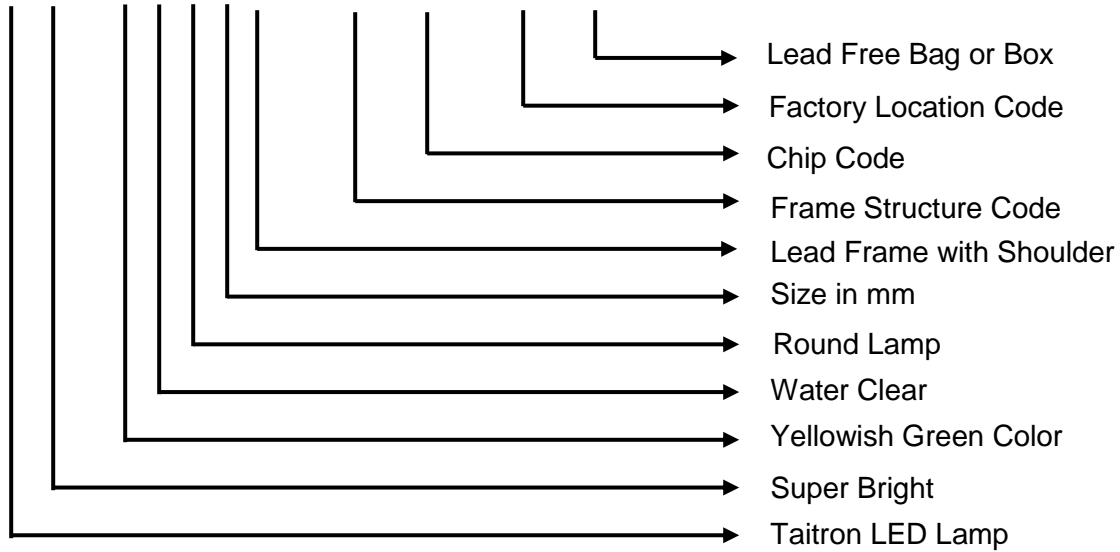 Lead Free Bag or Box
Factory Location Code
Chip Code
Frame Structure Code
Lead Frame with Shoulder
Size in mm
Round Lamp
Water Clear
Yellowish Green Color
Super Bright
Taitron LED Lamp